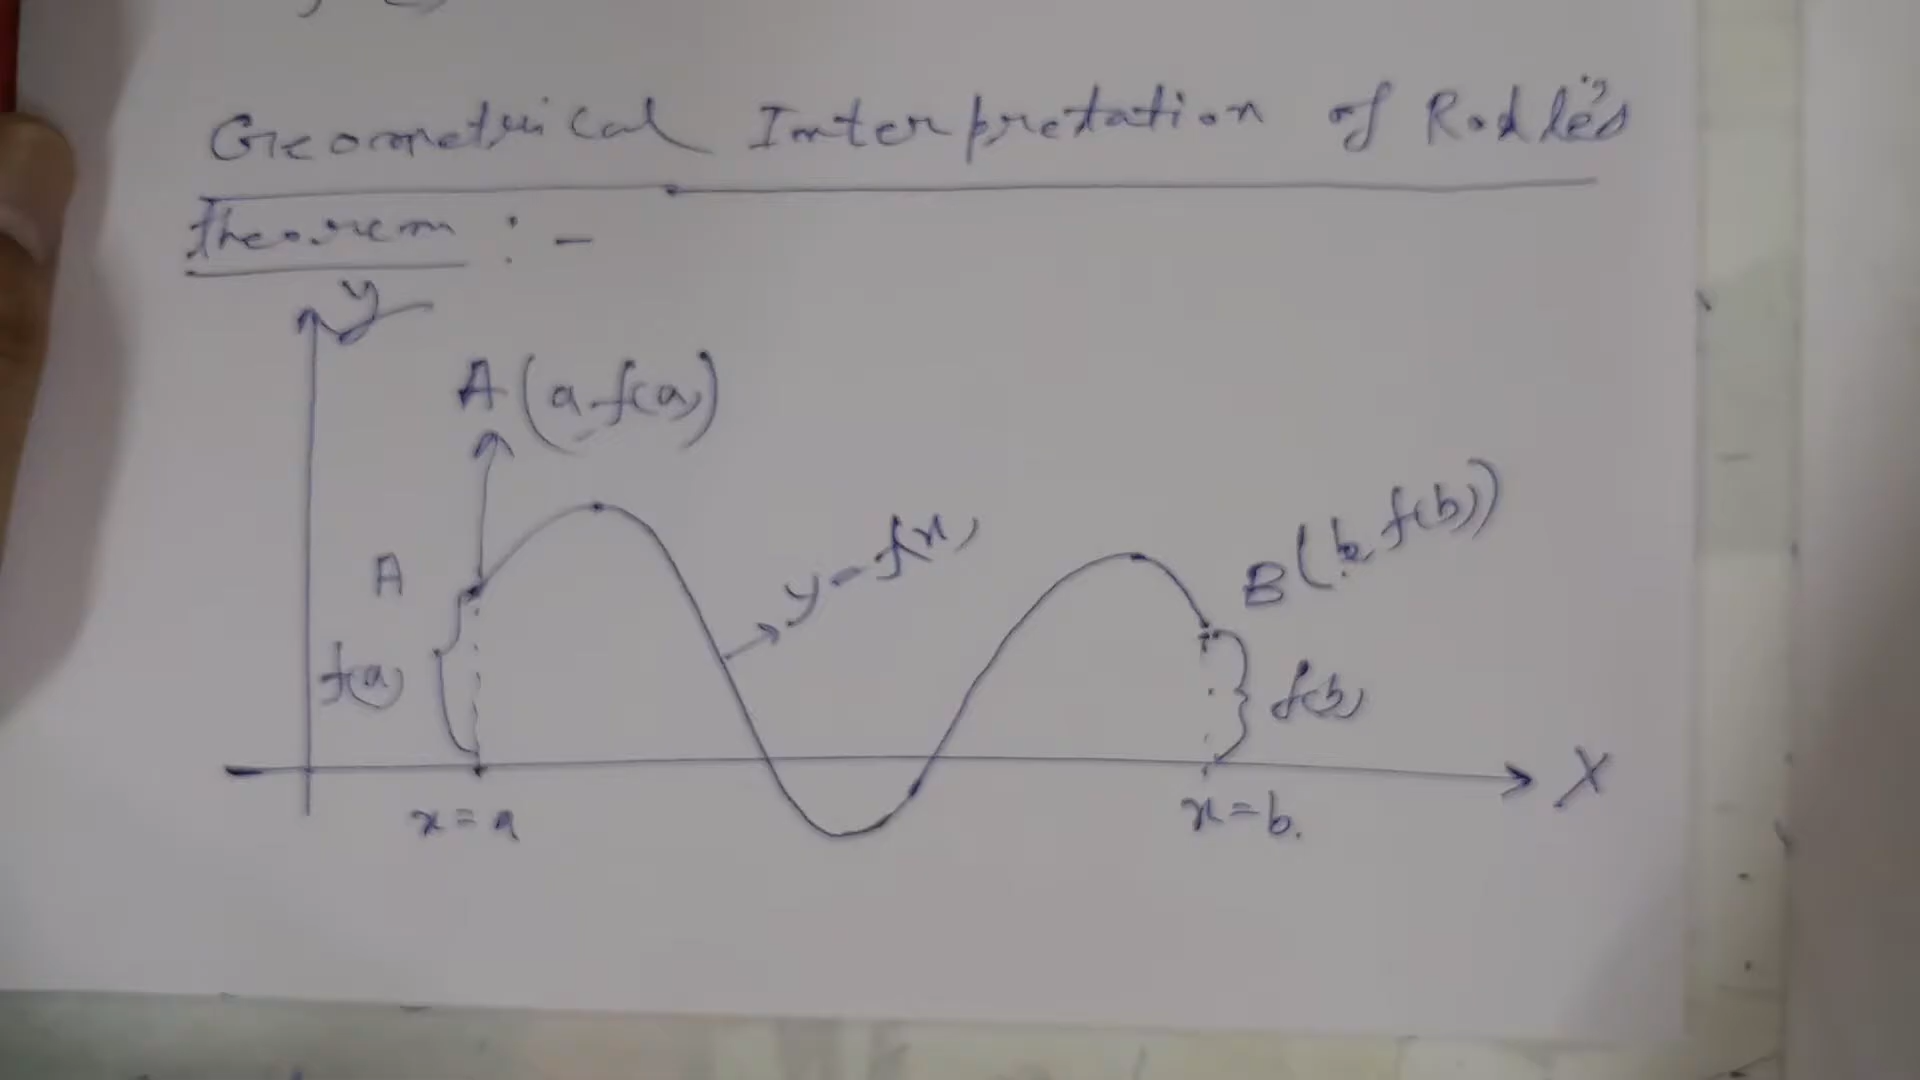 Geometrical Interpretation of Rolle's
theorem :-
y
A (a, f(a))
A
y = f(x)
B (b, f(b))
f(a)
f(b)
x = a
x = b.
X